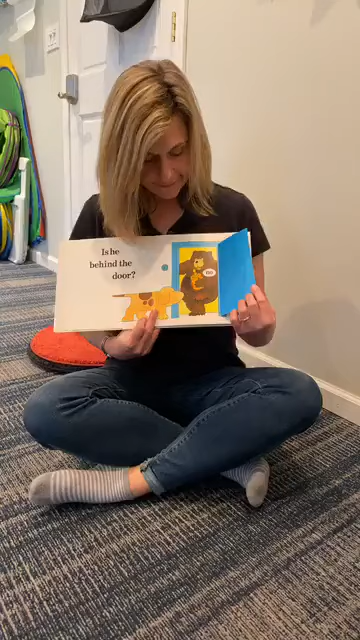 Is he
behind the
door?
no